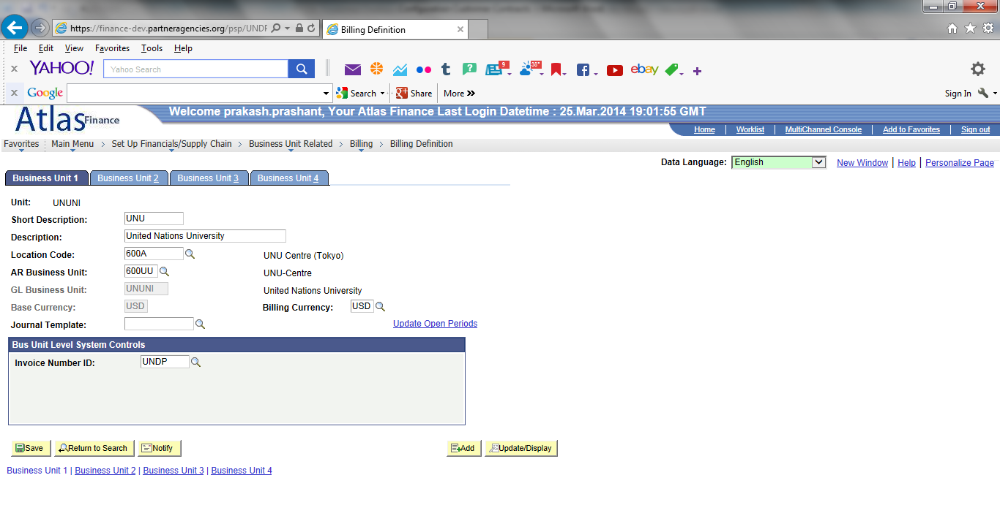 https://finance-dev.partneragencies.org/psp/UNDP
Billing Definition
File Edit View Favorites Tools Help
YAHOO! Yahoo Search 9 38°
ebay
Google Search Share More Sign In
Atlas Finance
Welcome prakash.prashant, Your Atlas Finance Last Login Datetime : 25.Mar.2014 19:01:55 GMT
Home Worklist MultiChannel Console Add to Favorites Sign out
Favorites Main Menu > Set Up Financials/Supply Chain > Business Unit Related > Billing > Billing Definition
Data Language: English New Window | Help | Personalize Page
Business Unit 1 Business Unit 2 Business Unit 3 Business Unit 4
Unit: UNUNI
Short Description: UNU
Description: United Nations University
Location Code: 600A UNU Centre (Tokyo)
AR Business Unit: 600UU UNU-Centre
GL Business Unit: UNUNI United Nations University
Base Currency: USD Billing Currency: USD
Journal Template: Update Open Periods
Bus Unit Level System Controls
Invoice Number ID: UNDP
Save Return to Search Notify Add Update/Display
Business Unit 1 | Business Unit 2 | Business Unit 3 | Business Unit 4